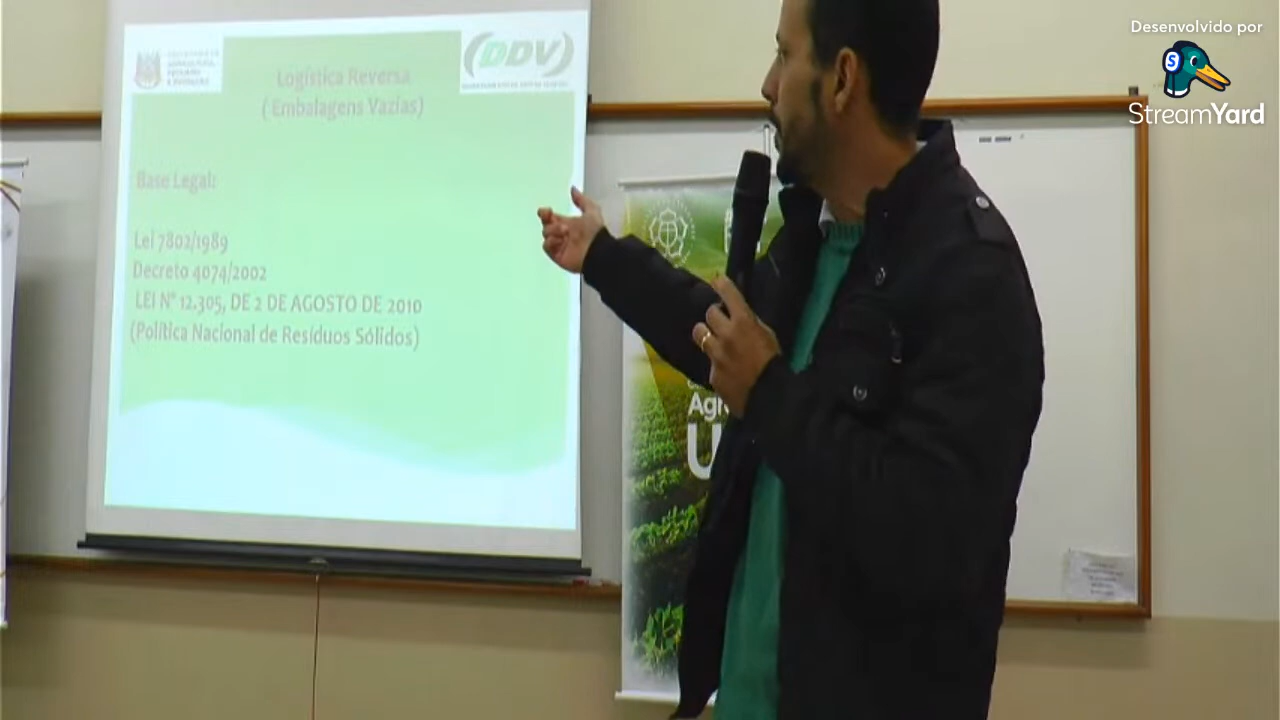 Desenvolvido por
StreamYard
(DDV)
Logística Reversa
( Embalagens Vazias)
Base Legal:
Lei 7802/1989
Decreto 4074/2002
LEI Nº 12.305, DE 2 DE AGOSTO DE 2010
(Política Nacional de Resíduos Sólidos)